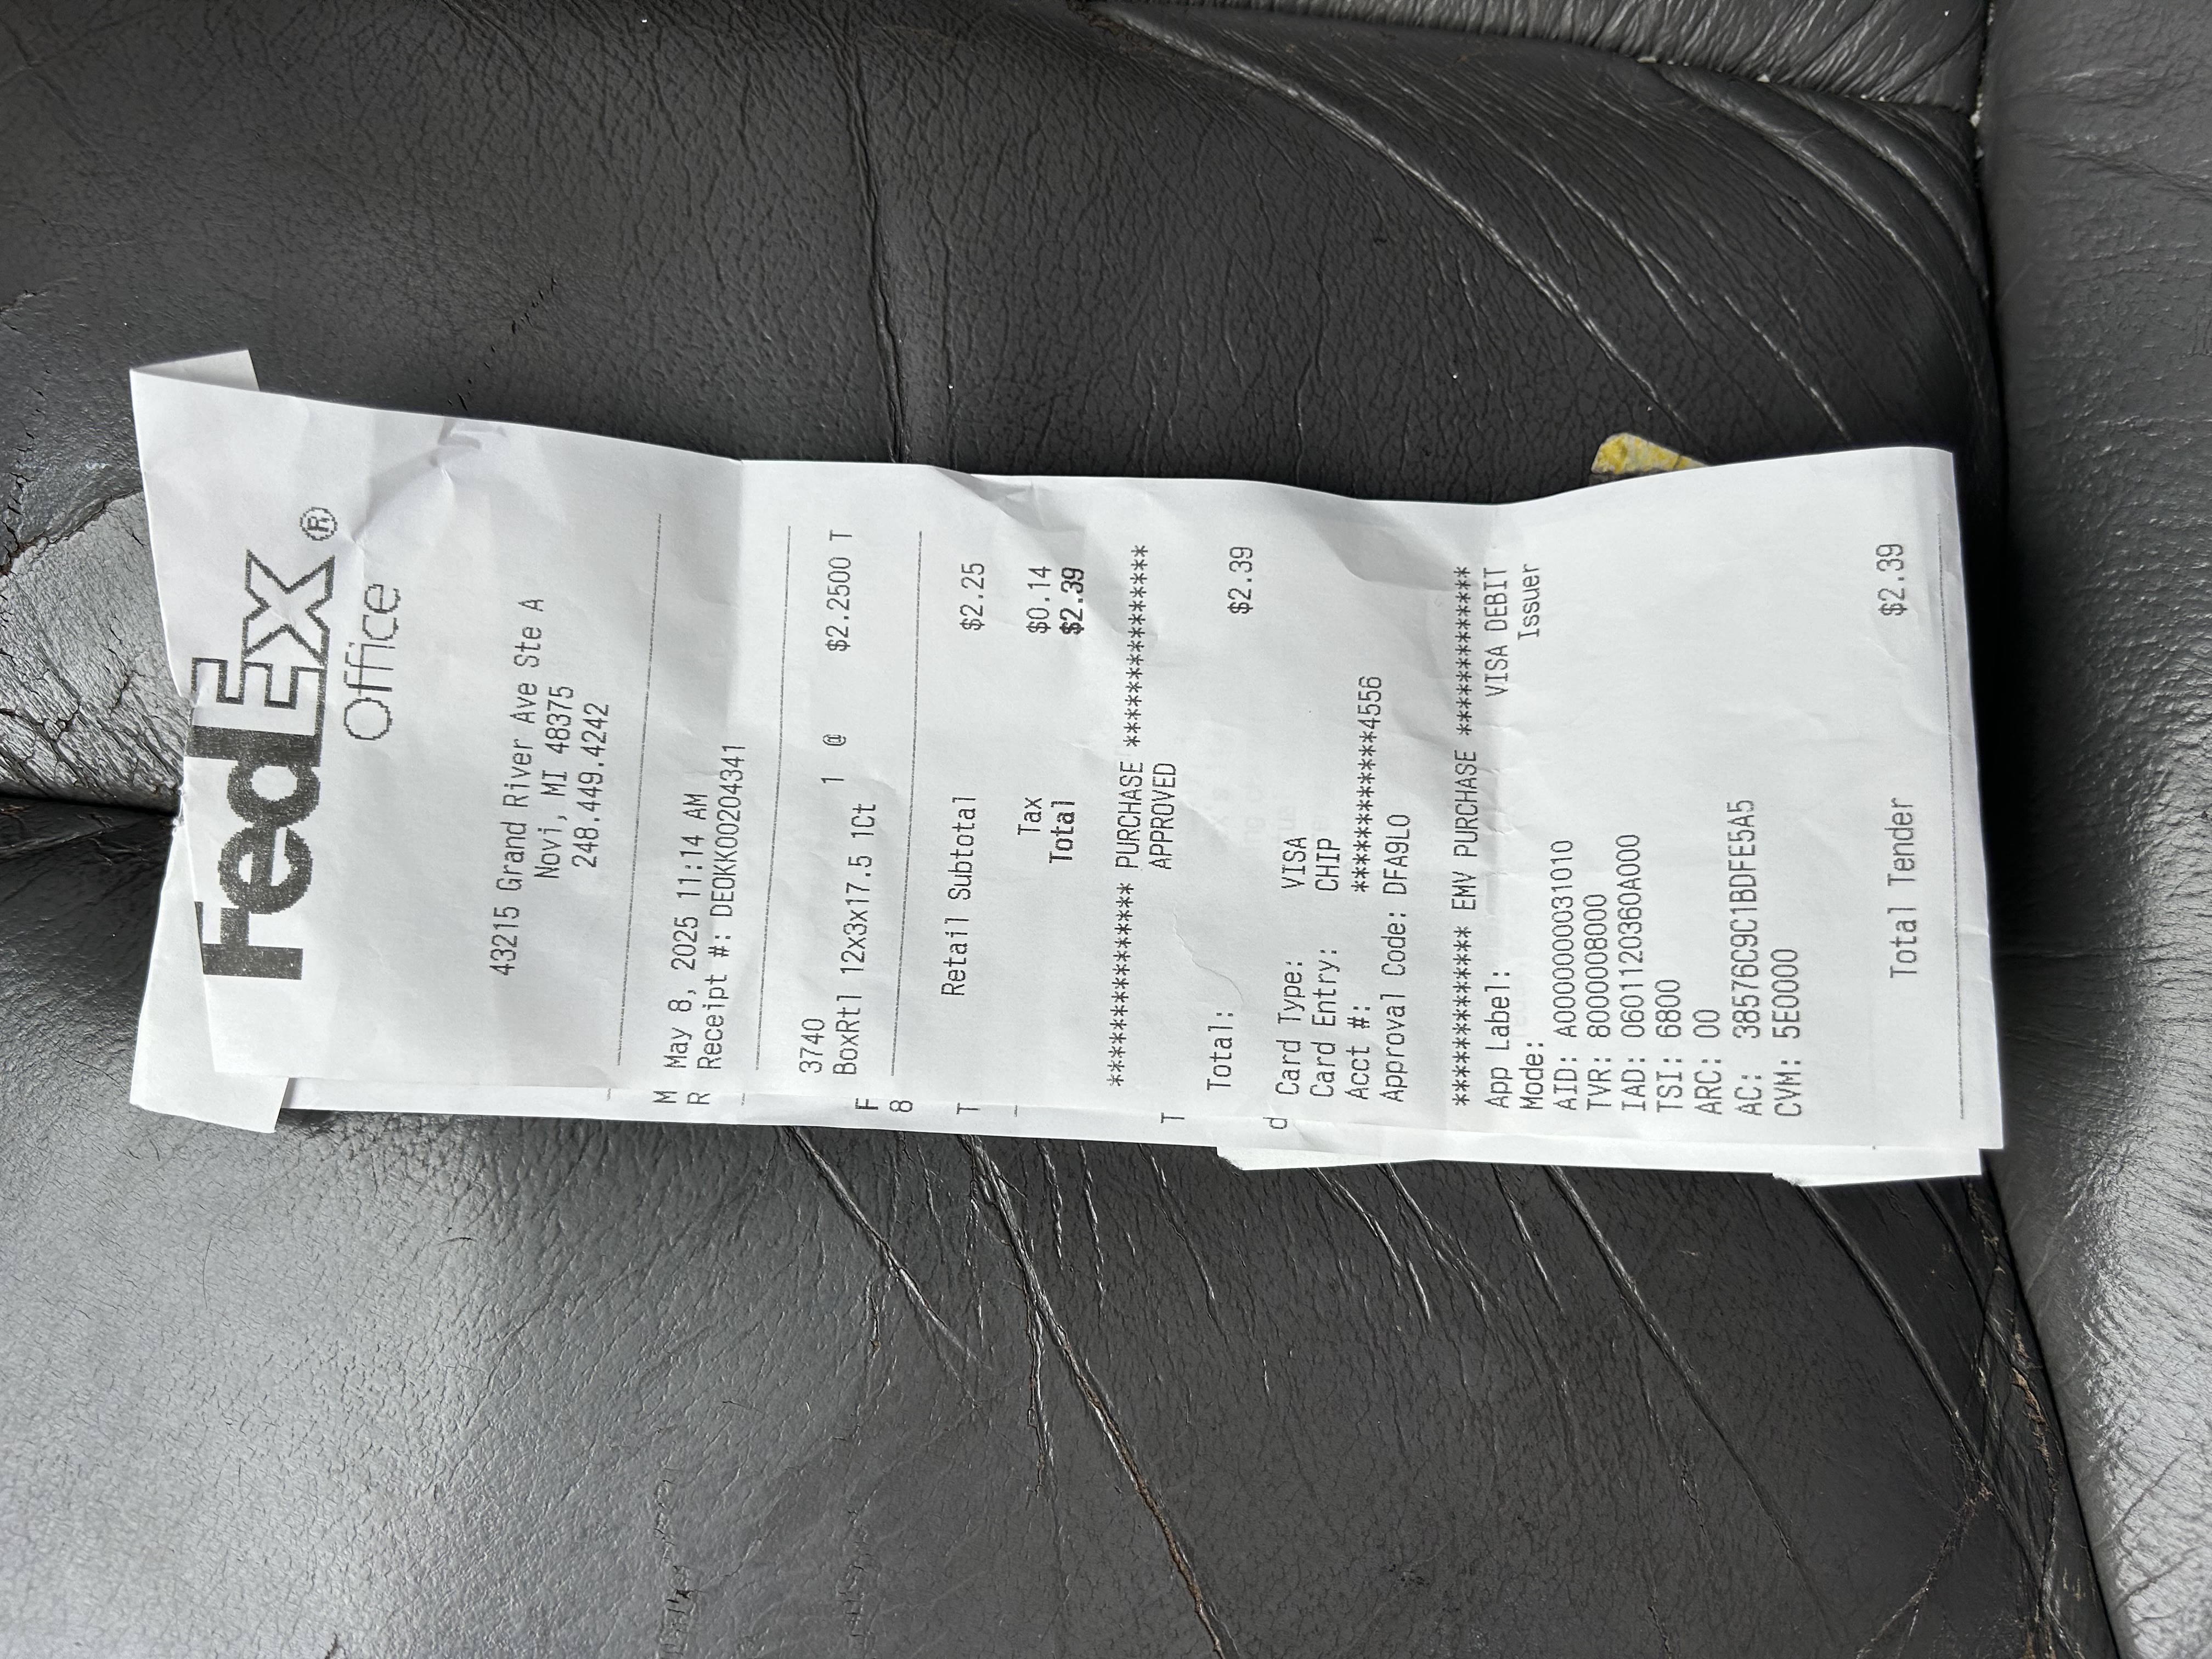 FedEx®
Office
43215 Grand River Ave Ste A
Novi, MI 48375
248.449.4242
M
R
May 8, 2025 11:14 AM
Receipt #: DEOKK00204341
3740
BoxRtl 12x3x17.5 1Ct 1 @ $2.2500 T
F
8
Retail Subtotal $2.25
T
Tax $0.14
Total $2.39
************** PURCHASE **************
APPROVED
T
Total: $2.39
d
Card Type: VISA
Card Entry: CHIP
Acct #: ************4556
Approval Code: DFA9LO
************ EMV PURCHASE ************
App Label: VISA DEBIT
Mode: Issuer
AID: A0000000031010
TVR: 8000008000
IAD: 06011203​60A000
TSI: 6800
ARC: 00
AC: 38576C9C1BDFE5A5
CVM: 5E0000
Total Tender $2.39